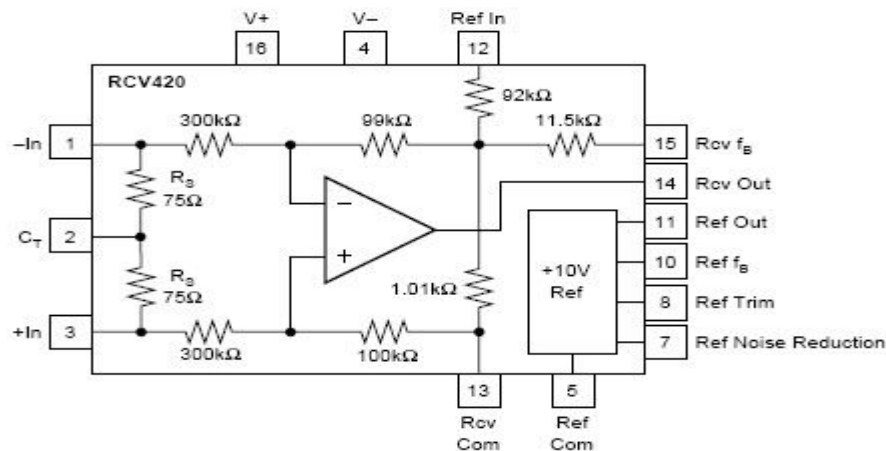 V+
V–
Ref In
16
4
12
RCV420
92kΩ
300kΩ
99kΩ
11.5kΩ
–In
1
15
Rcv fB
RS
75Ω
14
Rcv Out
CT
2
11
Ref Out
+10V
Ref
10
Ref fB
RS
75Ω
1.01kΩ
8
Ref Trim
+In
3
300kΩ
100kΩ
7
Ref Noise Reduction
13
5
Rcv
Com
Ref
Com